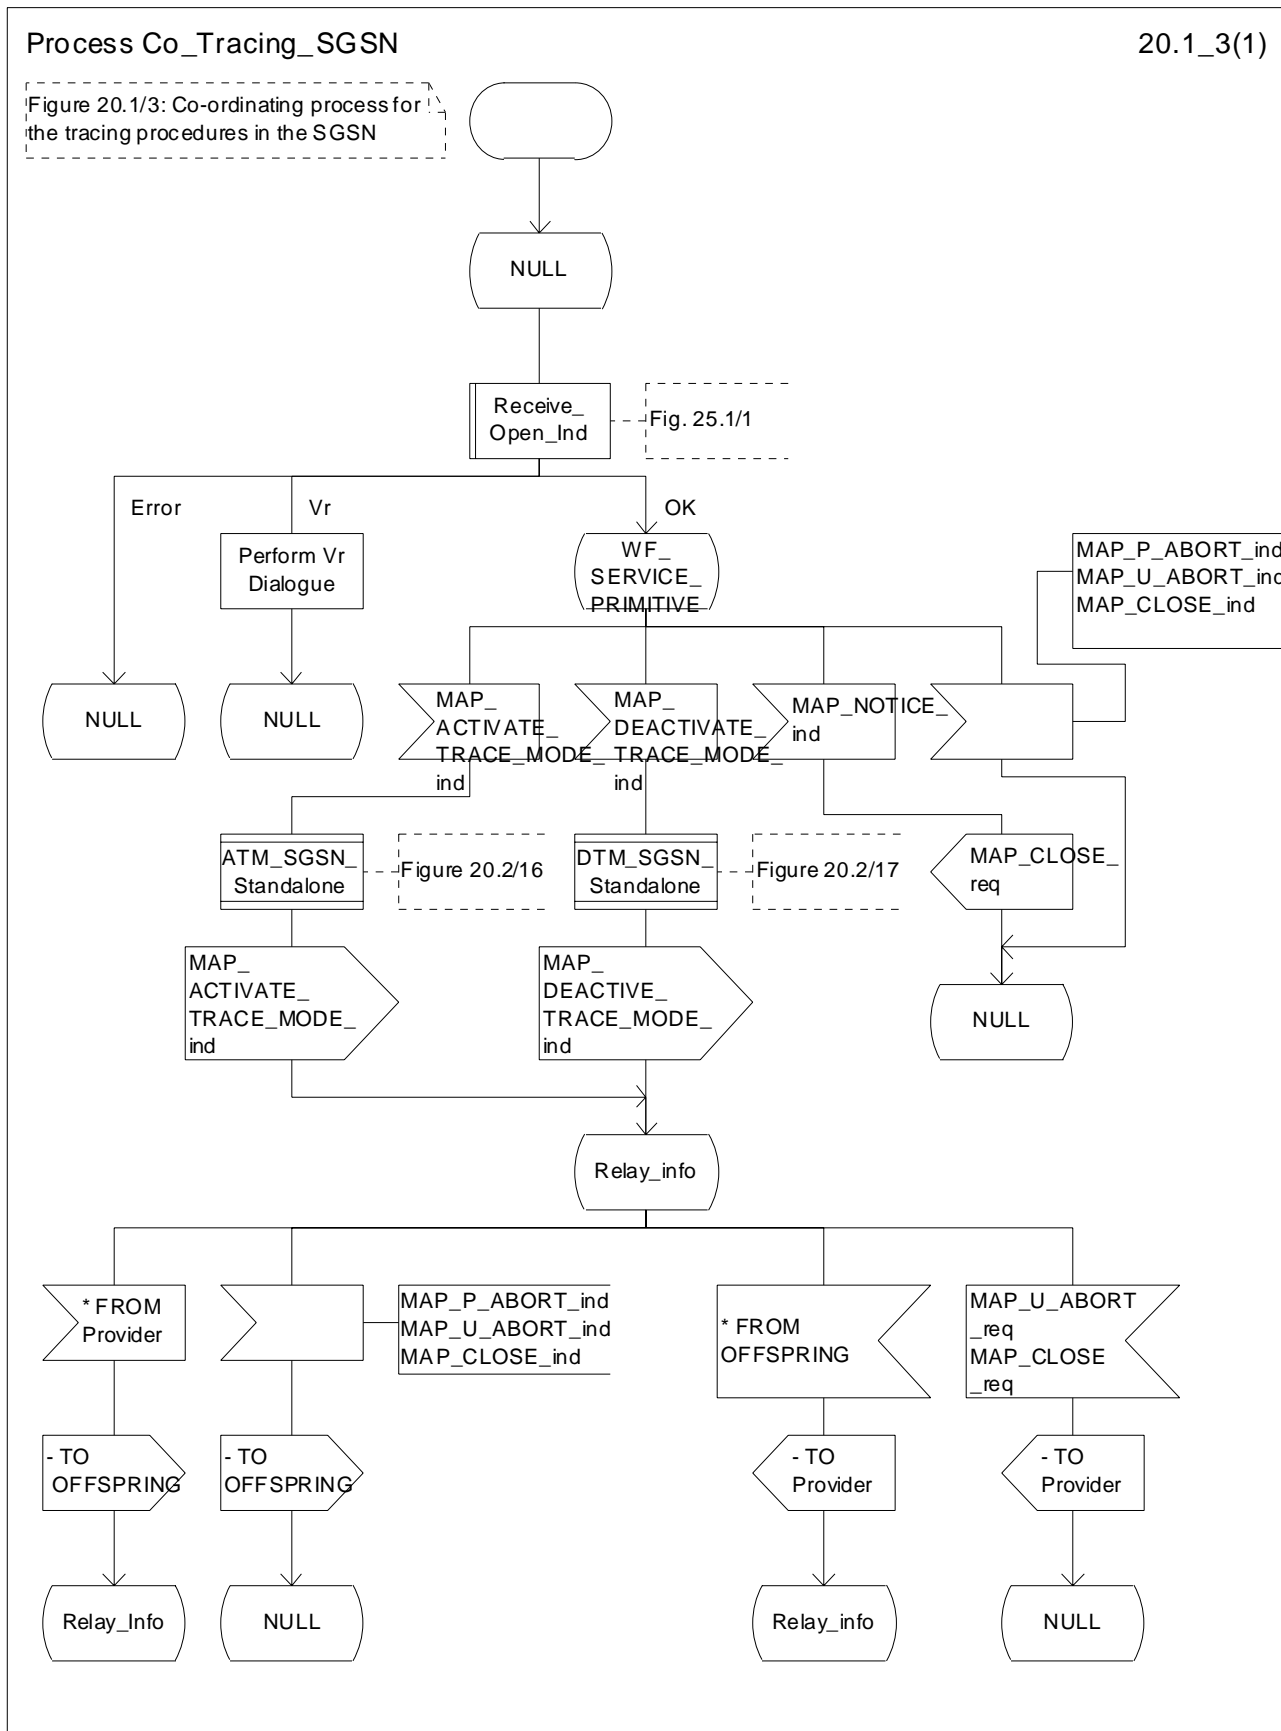 Process Co_Tracing_SGSN
20.1_3(1)
Figure 20.1/3: Co-ordinating process for
the tracing procedures in the SGSN
NULL
Receive_
Open_Ind
Fig. 25.1/1
Error
Vr
OK
Perform Vr
Dialogue
WF_
SERVICE_
PRIMITIVE
MAP_P_ABORT_ind
MAP_U_ABORT_ind
MAP_CLOSE_ind
NULL
NULL
MAP_
ACTIVATE_
TRACE_MODE_
ind
MAP_
DEACTIVATE_
TRACE_MODE_
ind
MAP_NOTICE_
ind
ATM_SGSN_
Standalone
Figure 20.2/16
DTM_SGSN_
Standalone
Figure 20.2/17
MAP_CLOSE_
req
MAP_
ACTIVATE_
TRACE_MODE_
ind
MAP_
DEACTIVE_
TRACE_MODE_
ind
NULL
Relay_info
* FROM
Provider
MAP_P_ABORT_ind
MAP_U_ABORT_ind
MAP_CLOSE_ind
* FROM
OFFSPRING
MAP_U_ABORT
_req
MAP_CLOSE
_req
- TO
OFFSPRING
- TO
OFFSPRING
- TO
Provider
- TO
Provider
Relay_Info
NULL
Relay_info
NULL